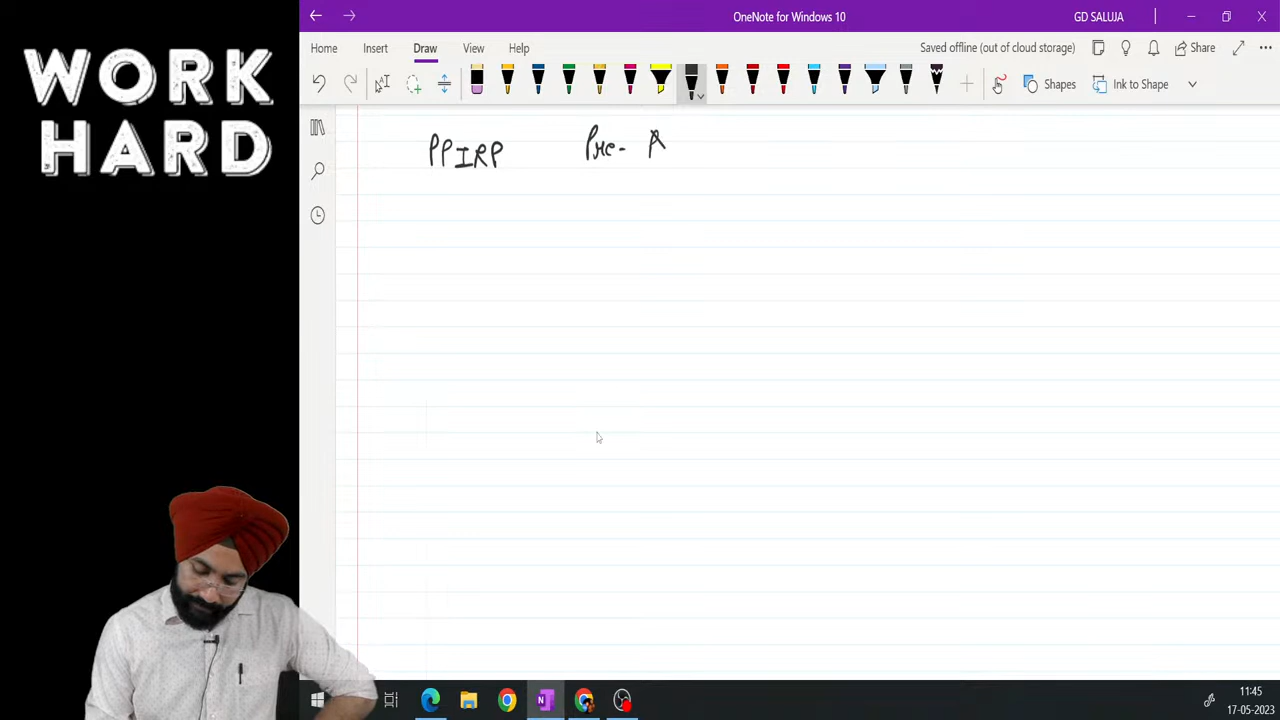 WORK
HARD
OneNote for Windows 10
GD SALUJA
Home Insert Draw View Help
Saved offline (out of cloud storage)
Share
Shapes
Ink to Shape
PPIRP Pre- A
11:45
17-05-2023